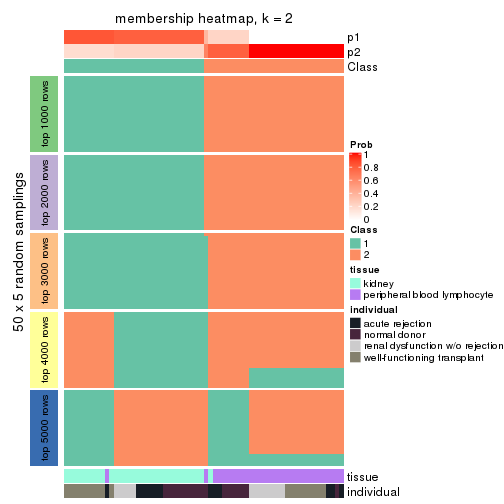 membership heatmap, k = 2
p1
p2
Class
50 x 5 random samplings
top 1000 rows
top 2000 rows
top 3000 rows
top 4000 rows
top 5000 rows
Prob
1
0.8
0.6
0.4
0.2
0
Class
1
2
tissue
kidney
peripheral blood lymphocyte
individual
acute rejection
normal donor
renal dysfunction w/o rejection
well-functioning transplant
tissue
individual